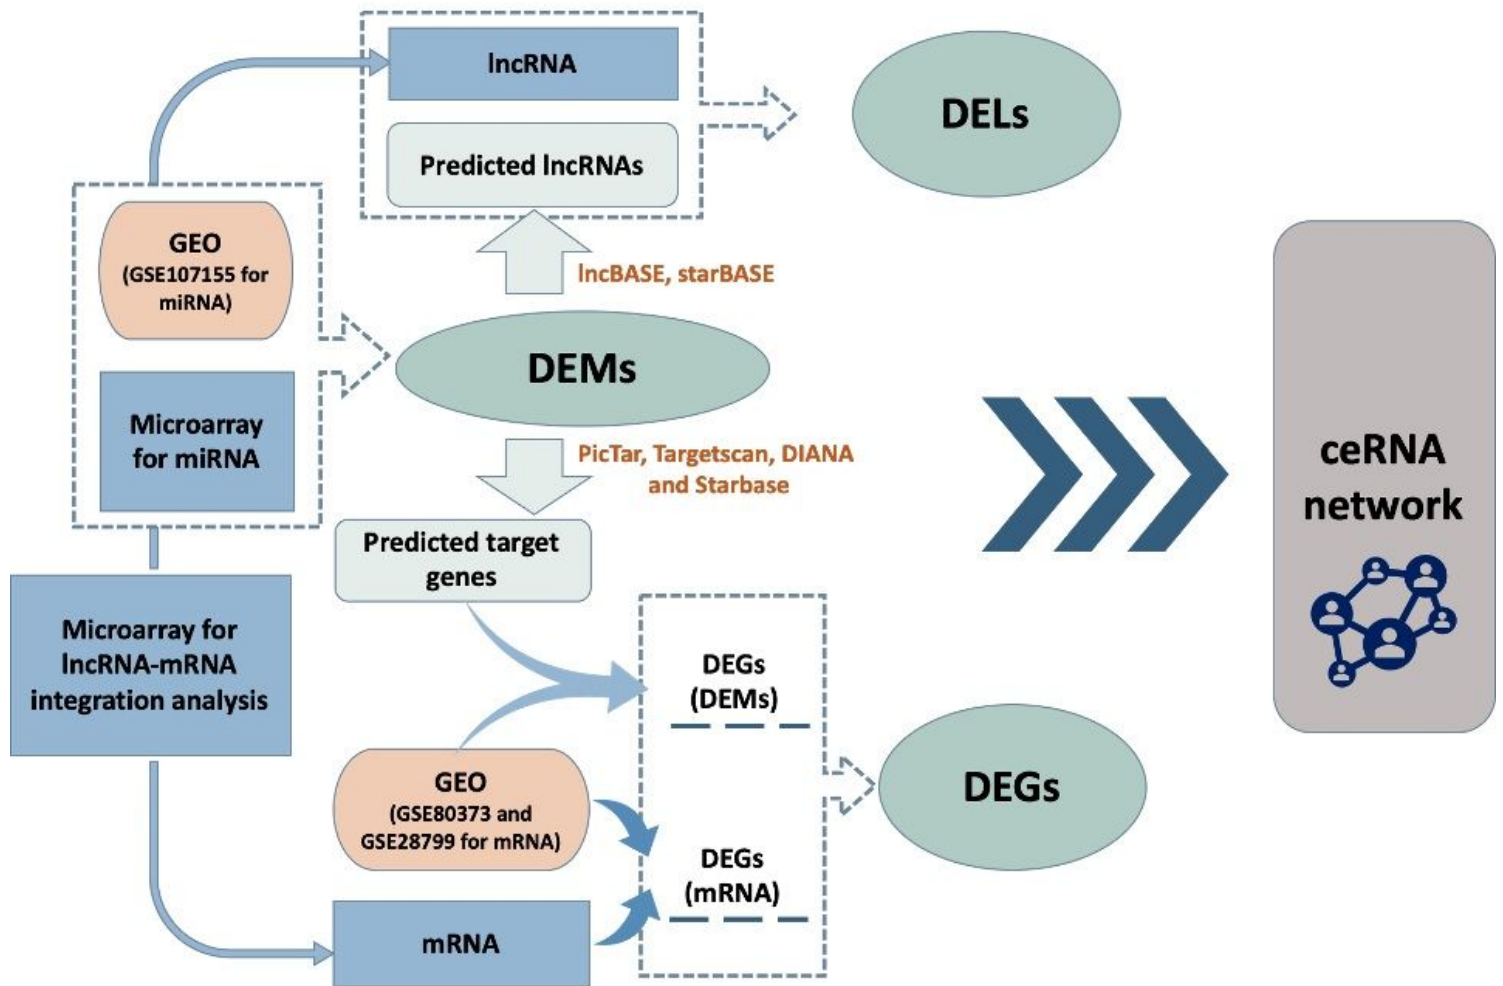 lncRNA
Predicted lncRNAs
DELs
GEO
(GSE107155 for
miRNA)
lncBASE, starBASE
Microarray
for miRNA
DEMs
PicTar, Targetscan, DIANA
and Starbase
Predicted target
genes
ceRNA
network
Microarray for
lncRNA-mRNA
integration analysis
DEGs
(DEMs)
GEO
(GSE80373 and
GSE28799 for mRNA)
DEGs
(mRNA)
DEGs
mRNA